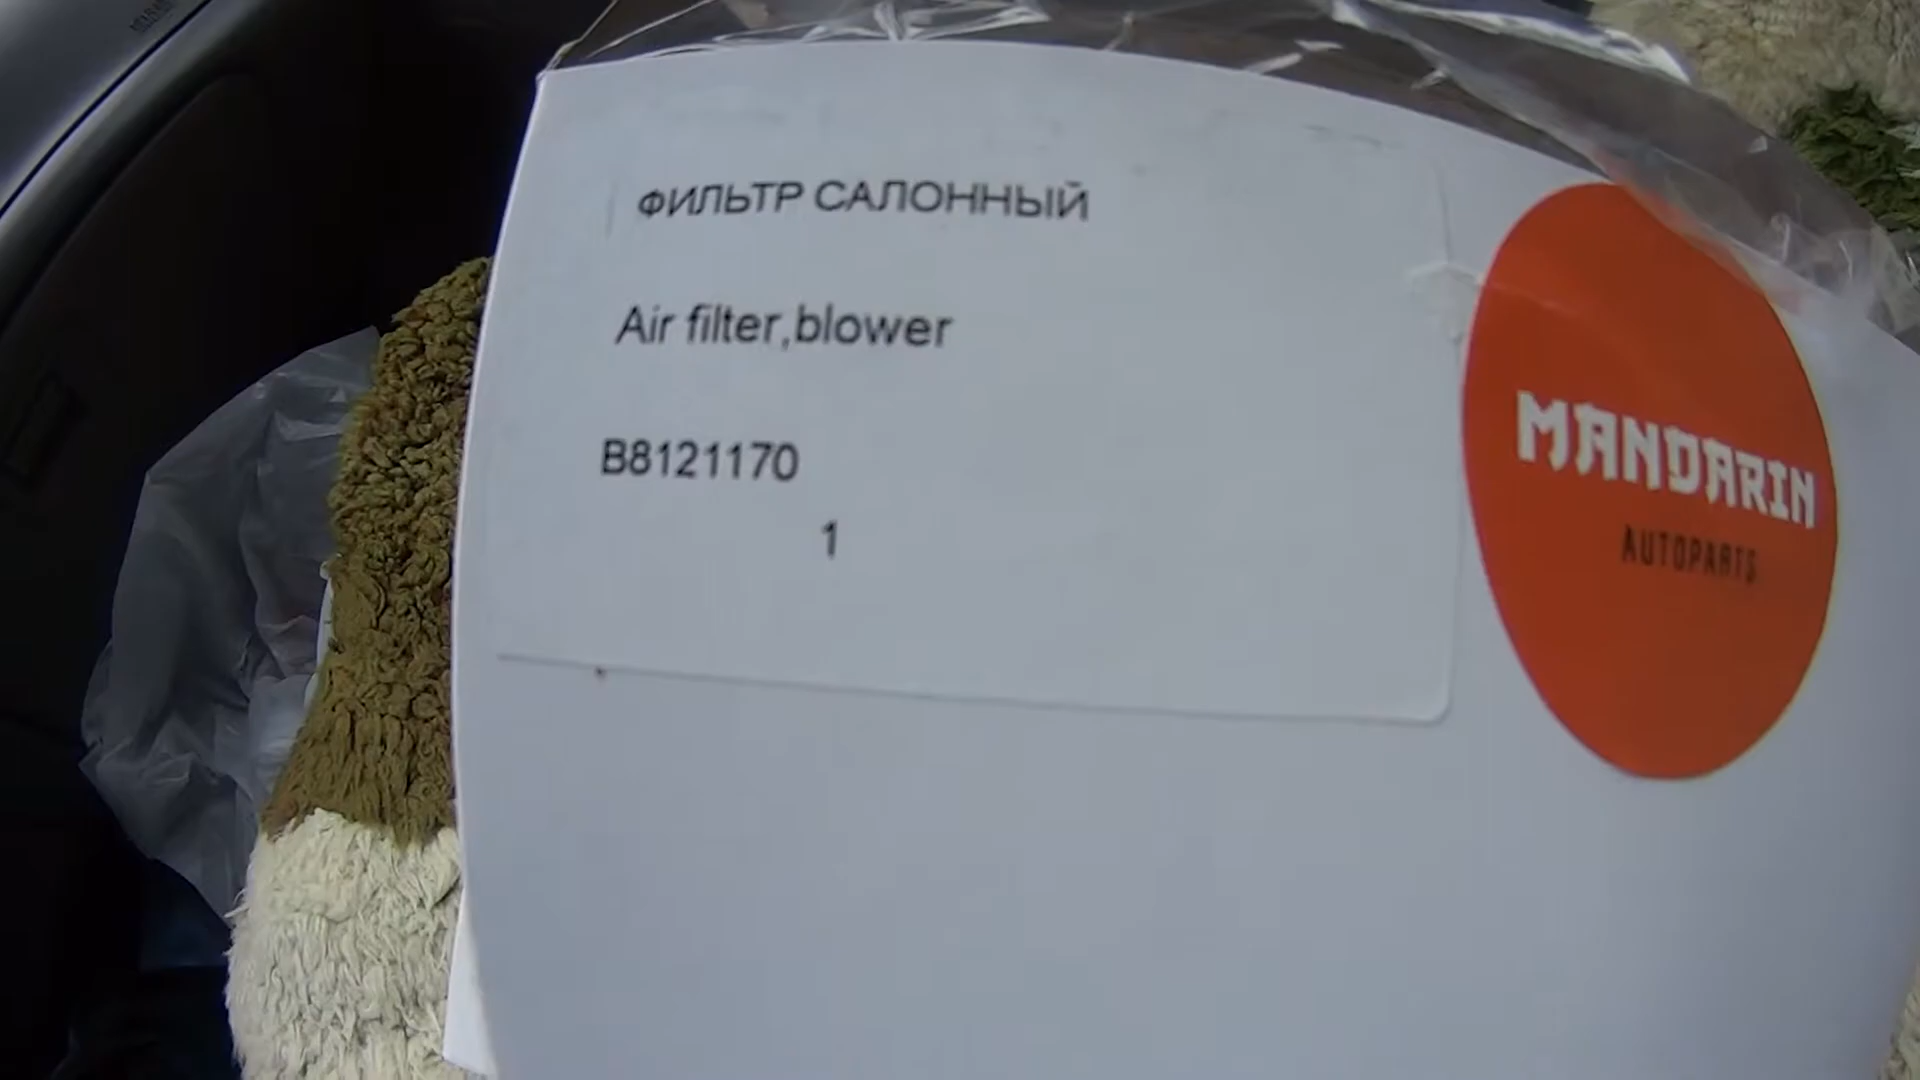 ФИЛЬТР САЛОННЫЙ
Air filter,blower
B8121170
1
MANDARIN
AUTOPARTS